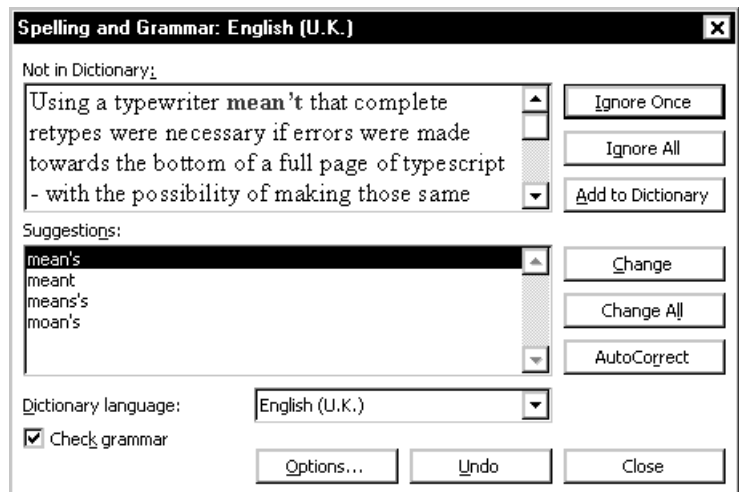 Spelling and Grammar: English (U.K.)
Not in Dictionary:
Using a typewriter mean't that complete
retypes were necessary if errors were made
towards the bottom of a full page of typescript
- with the possibility of making those same
Ignore Once
Ignore All
Add to Dictionary
Suggestions:
mean's
meant
means's
moan's
Change
Change All
AutoCorrect
Dictionary language:
English (U.K.)
Check grammar
Options...
Undo
Close